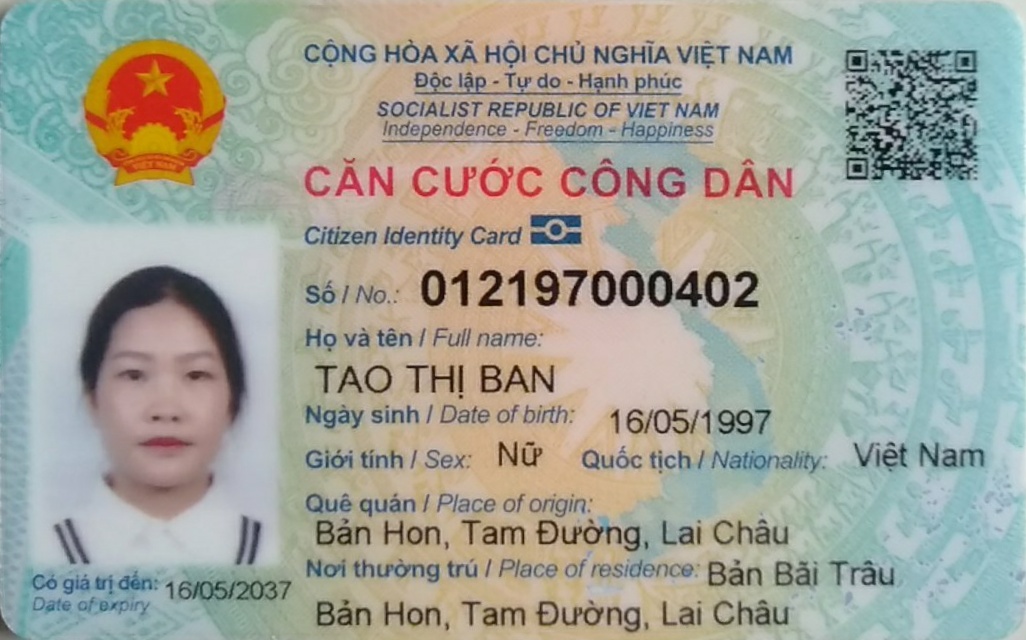 CỘNG HÒA XÃ HỘI CHỦ NGHĨA VIỆT NAM
Độc lập - Tự do - Hạnh phúc
SOCIALIST REPUBLIC OF VIET NAM
Independence - Freedom - Happiness
CĂN CƯỚC CÔNG DÂN
Citizen Identity Card
Số / No.: 012197000402
Họ và tên / Full name:
TAO THỊ BAN
Ngày sinh / Date of birth: 16/05/1997
Giới tính / Sex: Nữ Quốc tịch / Nationality: Việt Nam
Quê quán / Place of origin:
Bản Hon, Tam Đường, Lai Châu
Nơi thường trú / Place of residence: Bản Bãi Trâu
Bản Hon, Tam Đường, Lai Châu
Có giá trị đến: 16/05/2037
Date of expiry